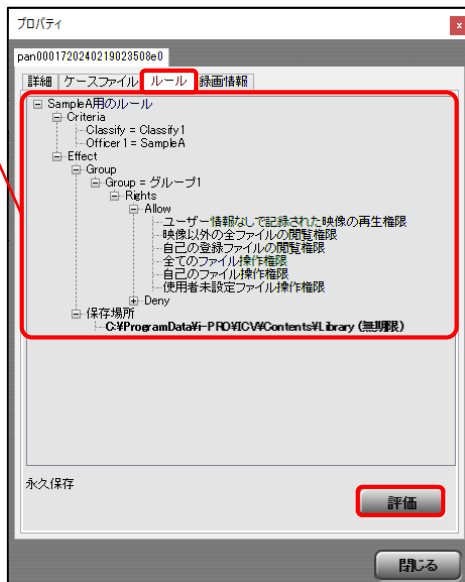 プロパティ
x
pan0001720240219023508e0
詳細 ケースファイル ルール 録画情報
SampleA用のルール
Criteria
Classify = Classify1
Officer1 = SampleA
Effect
Group
Group = グループ1
Rights
Allow
ユーザー情報なしで記録された映像の再生権限
映像以外の全ファイルの閲覧権限
自己の登録ファイルの閲覧権限
全てのファイル操作権限
自己のファイル操作権限
使用者未設定ファイル操作権限
Deny
保存場所
C:¥ProgramData¥i-PRO¥ICV¥Contents¥Library (無期限)
永久保存
評価
閉じる